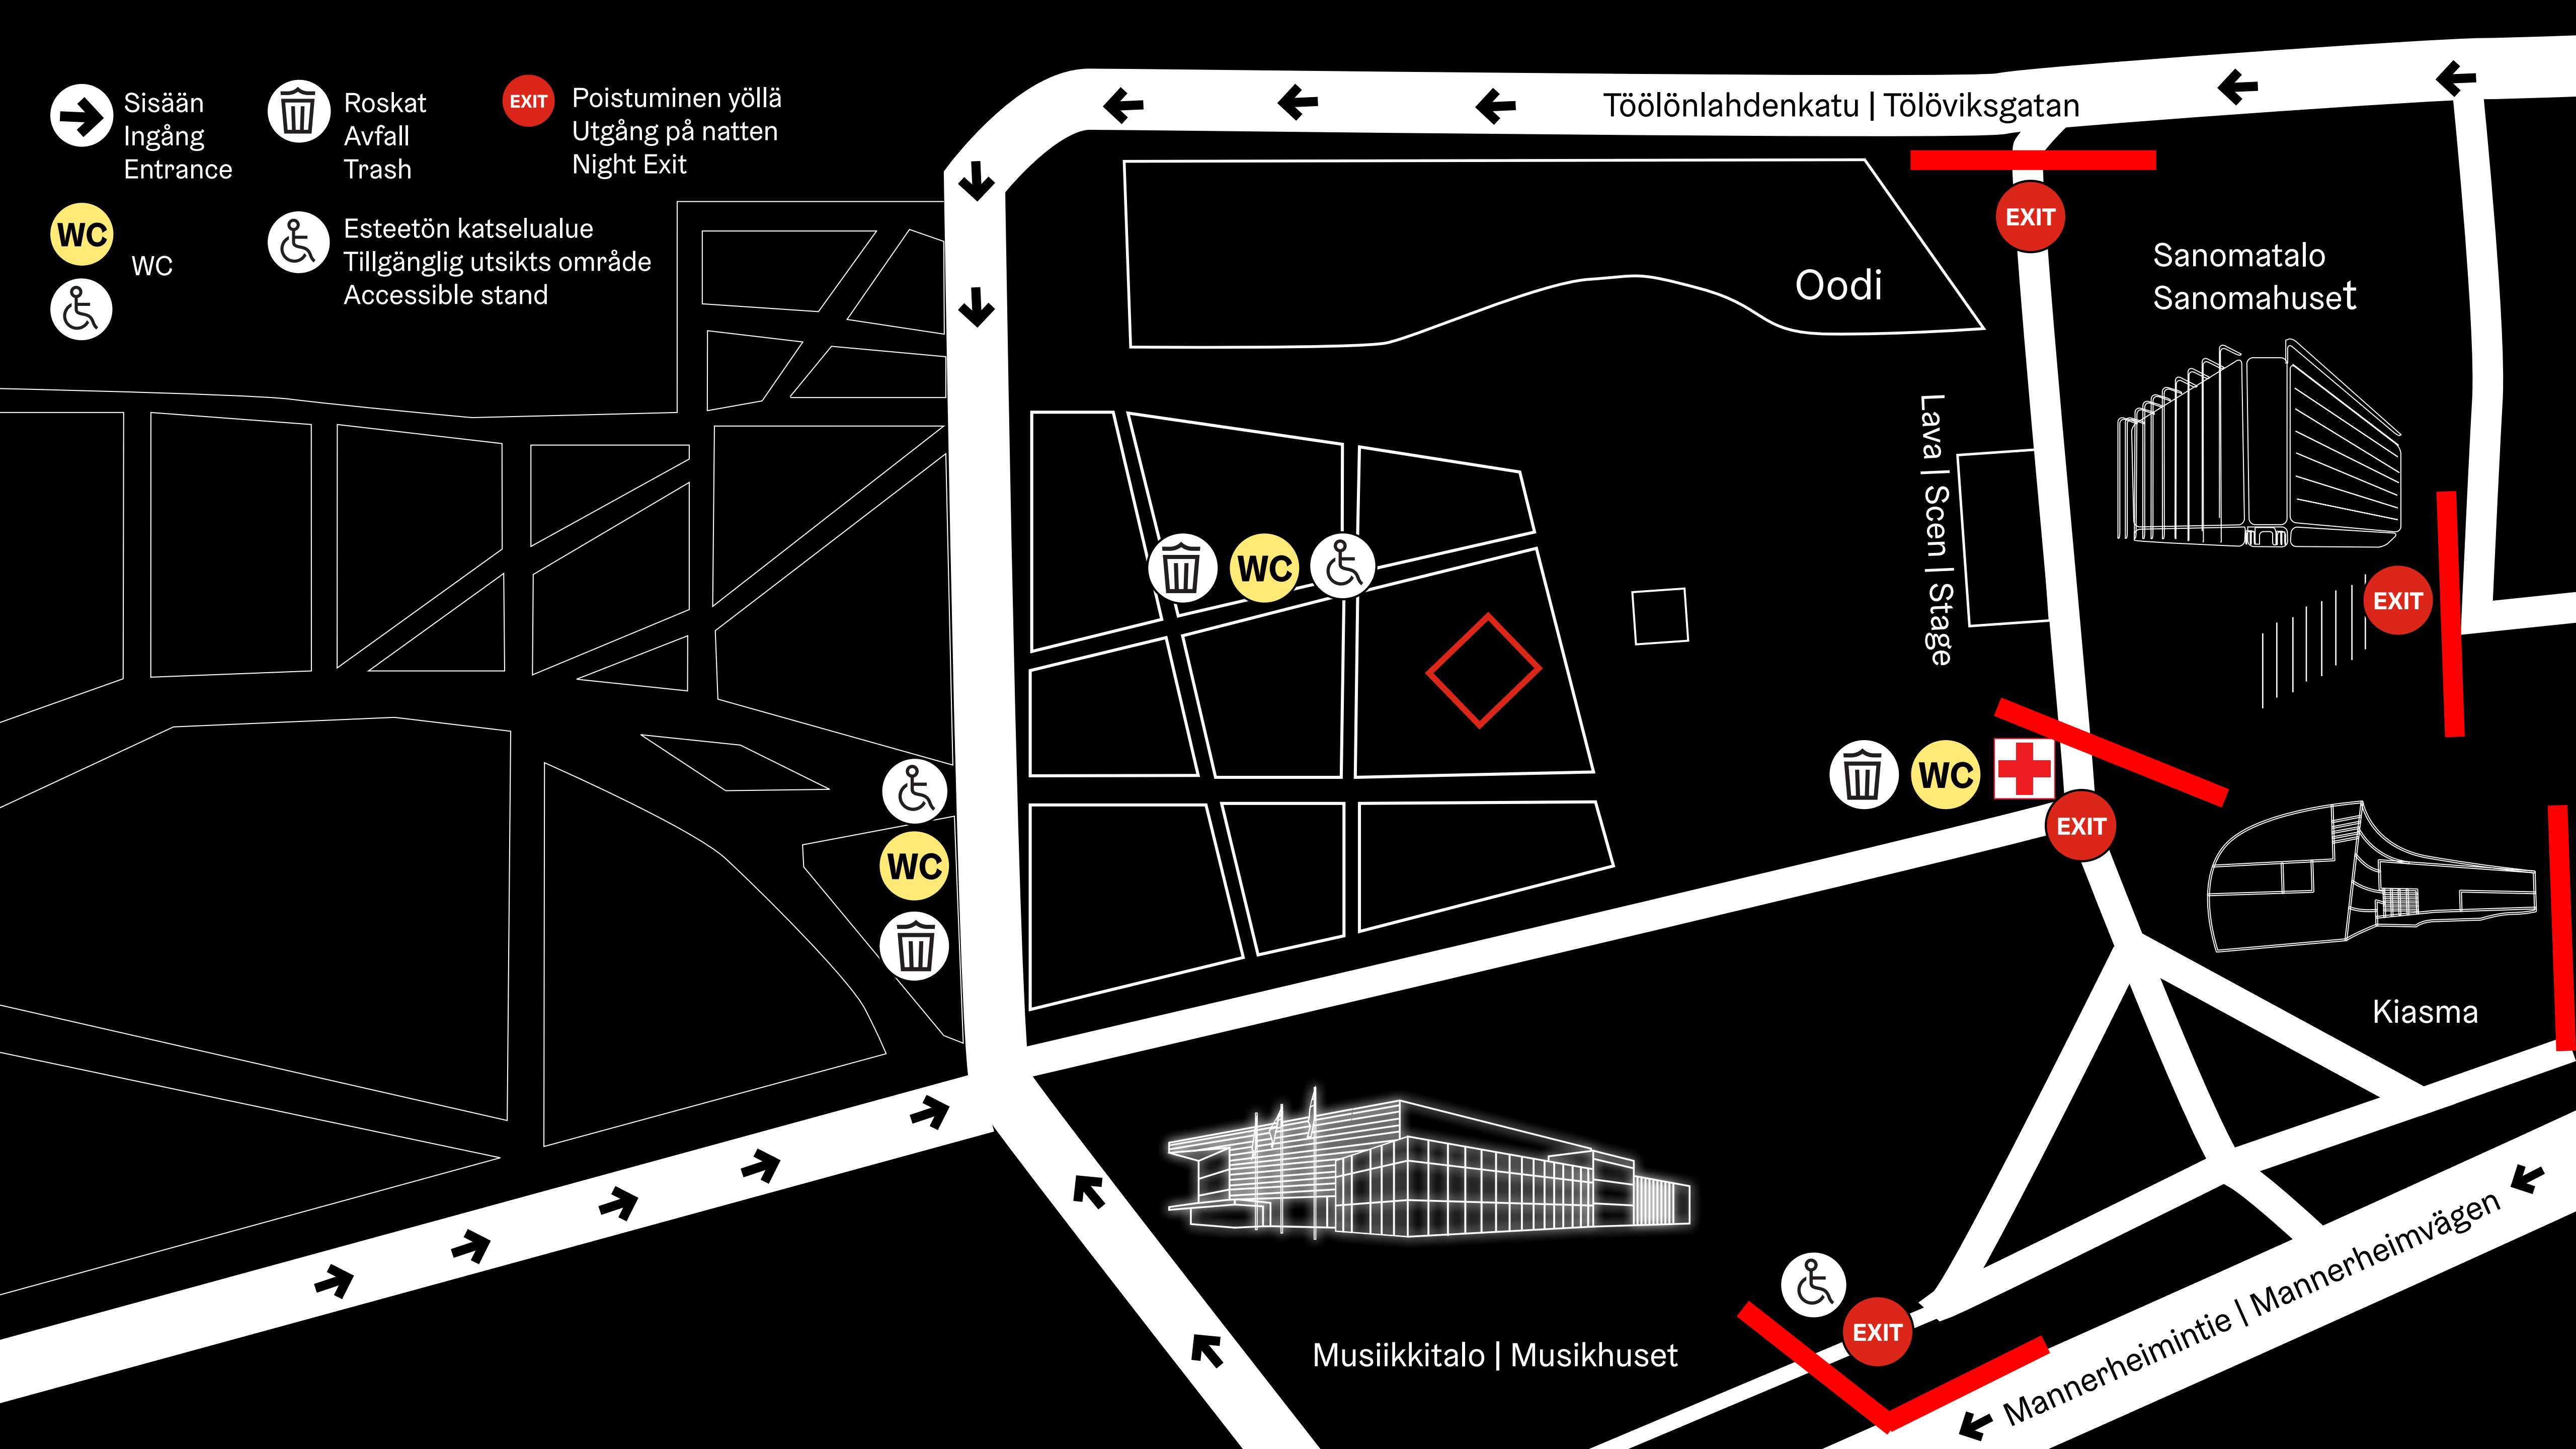 Sisään
Ingång
Entrance
Roskat
Avfall
Trash
EXIT
Poistuminen yöllä
Utgång på natten
Night Exit
WC
WC
Esteetön katselualue
Tillgänglig utsikts område
Accessible stand
Töölönlahdenkatu | Tölöviksgatan
EXIT
Oodi
Sanomatalo
Sanomahuset
Lava | Scen | Stage
WC
EXIT
WC
EXIT
WC
Kiasma
Musiikkitalo | Musikhuset
EXIT
Mannerheimintie | Mannerheimvägen